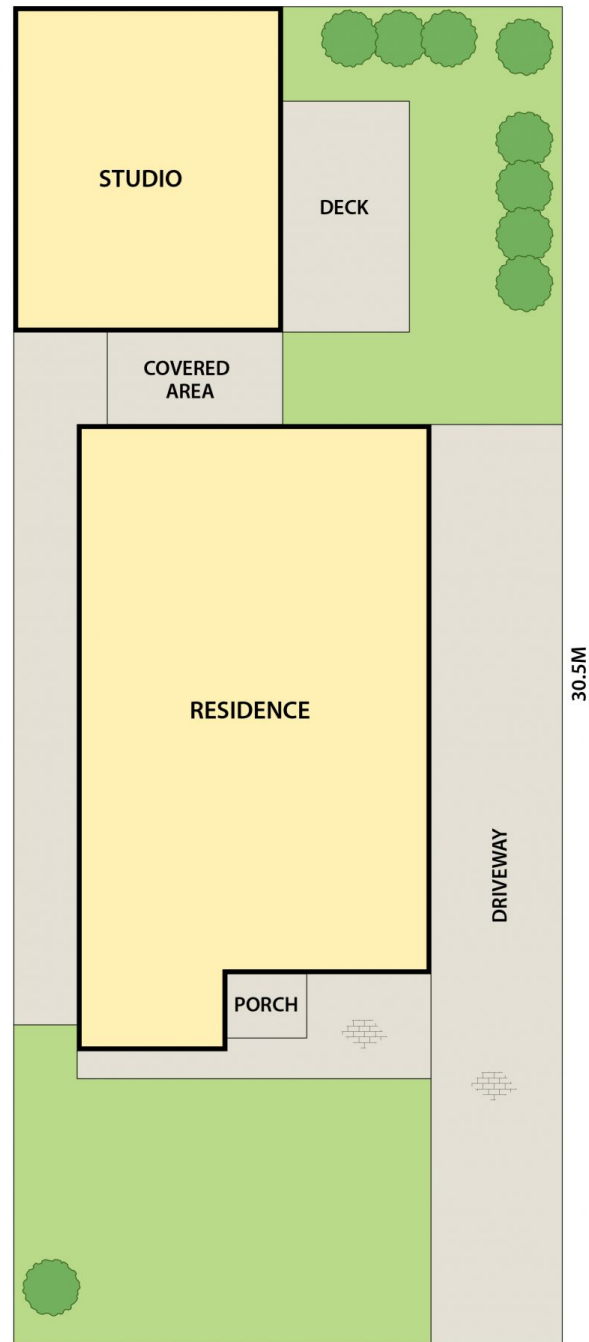 STUDIO
DECK
COVERED
AREA
RESIDENCE
30.5M
DRIVEWAY
PORCH